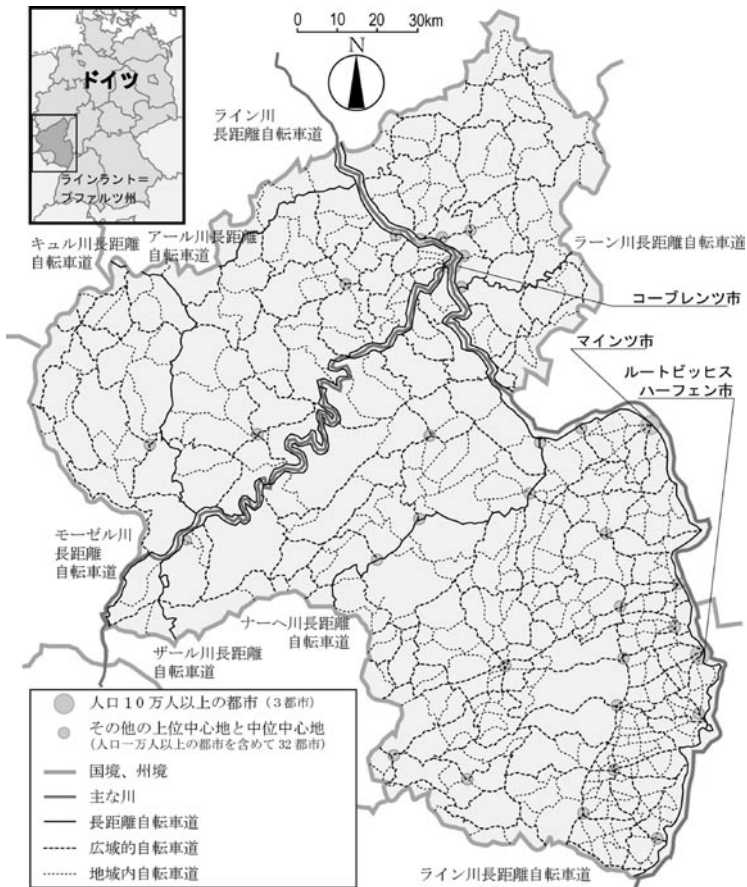 0 10 20 30km
N
ドイツ
ラインラント＝
プファルツ州
ライン川
長距離自転車道
キュル川長距離
自転車道
アール川長距離
自転車道
ラーン川長距離自転車道
コーブレンツ市
マインツ市
ルートビッヒス
ハーフェン市
モーゼル川
長距離
自転車道
ナーヘ川長距離
自転車道
ザール川長距離
自転車道
人口10万人以上の都市（3都市）
その他の上位中心地と中位中心地
（人口一万人以上の都市を含めて32都市）
国境、州境
主な川
長距離自転車道
広域的自転車道
地域内自転車道
ライン川長距離自転車道